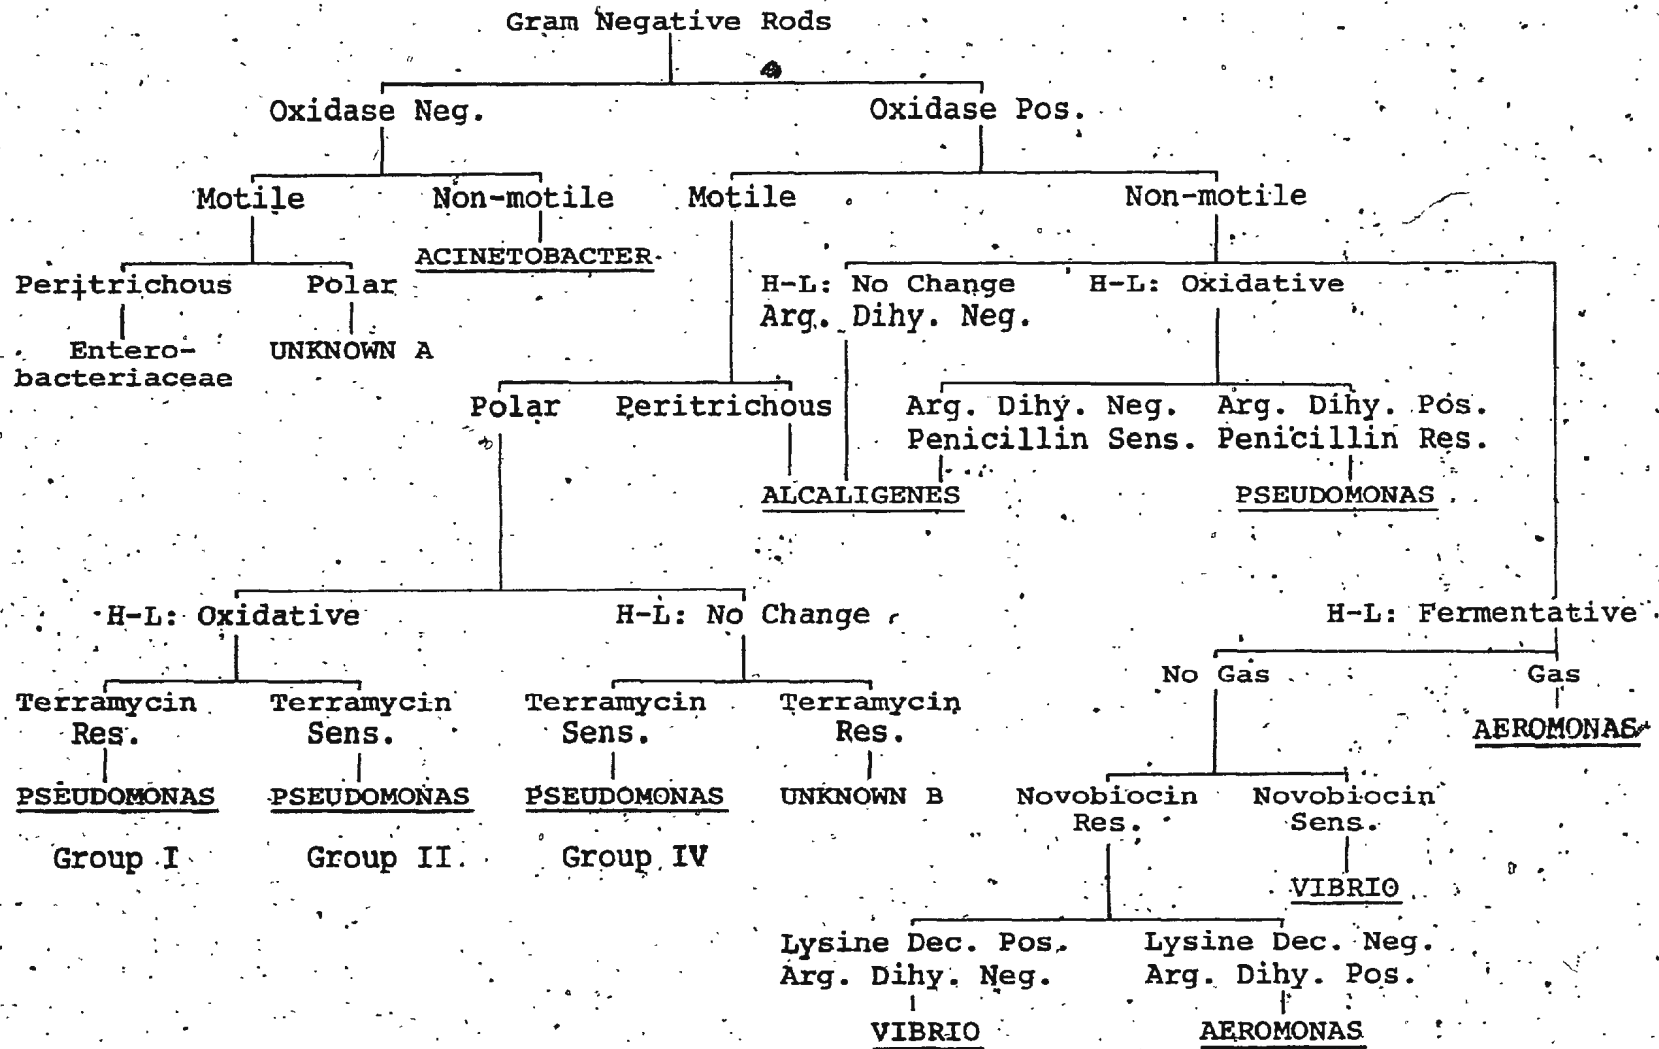 Gram Negative Rods
Oxidase Neg. Oxidase Pos.
Motile Non-motile Motile Non-motile
ACINETOBACTER
Peritrichous Polar H-L: No Change H-L: Oxidative
Arg. Dihy. Neg.
Entero- UNKNOWN A
bacteriaceae
Polar Peritrichous Arg. Dihy. Neg. Arg. Dihy. Pos.
Penicillin Sens. Penicillin Res.
ALCALIGENES PSEUDOMONAS
H-L: Oxidative H-L: No Change H-L: Fermentative
No Gas Gas
Terramycin Terramycin Terramycin Terramycin
Res. Sens. Sens. Res.
AEROMONAS
PSEUDOMONAS PSEUDOMONAS PSEUDOMONAS UNKNOWN B Novobiocin Novobiocin
Res. Sens.
Group I Group II Group IV
VIBRIO
Lysine Dec. Pos. Lysine Dec. Neg.
Arg. Dihy. Neg. Arg. Dihy. Pos.
VIBRIO AEROMONAS